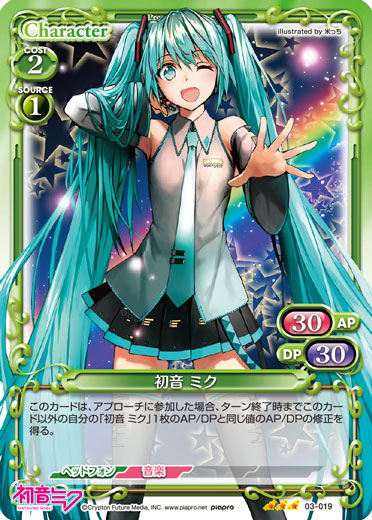 Character
Illustrated by 米っち
COST
2
SOURCE
1
30 AP
DP 30
初音 ミク
このカードは、アプローチに参加した場合、ターン終了時までこのカー
ド以外の自分の「初音 ミク」1枚のAP/DPと同じ値のAP/DPの修正を
得る。
ヘッドフォン 音楽
初音ミク
HATSUNE MIKU
©Crypton Future Media, INC. www.piapro.net piapro
03-019